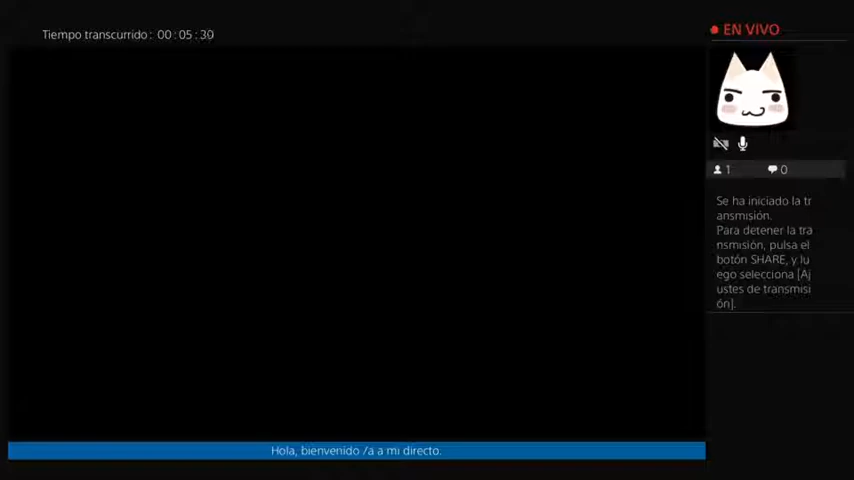 Tiempo transcurrido: 00:05:39
EN VIVO
1
0
Se ha iniciado la tr
ansmisión.
Para detener la tra
nsmisión, pulsa el
botón SHARE, y lu
ego selecciona [Aj
ustes de transmisi
ón].
Hola, bienvenido /a a mi directo.